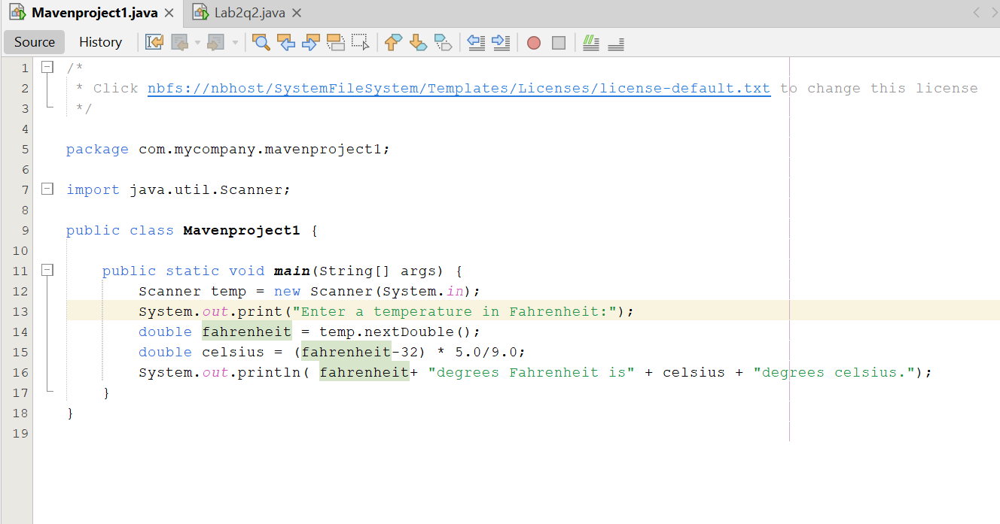 Mavenproject1.java Lab2q2.java
Source History
1 /*
2 * Click nbfs://nbhost/SystemFileSystem/Templates/Licenses/license-default.txt to change this license
3 */
4
5 package com.mycompany.mavenproject1;
6
7 import java.util.Scanner;
8
9 public class Mavenproject1 {
10
11 public static void main(String[] args) {
12 Scanner temp = new Scanner(System.in);
13 System.out.print("Enter a temperature in Fahrenheit:");
14 double fahrenheit = temp.nextDouble();
15 double celsius = (fahrenheit-32) * 5.0/9.0;
16 System.out.println( fahrenheit+ "degrees Fahrenheit is" + celsius + "degrees celsius.");
17 }
18 }
19